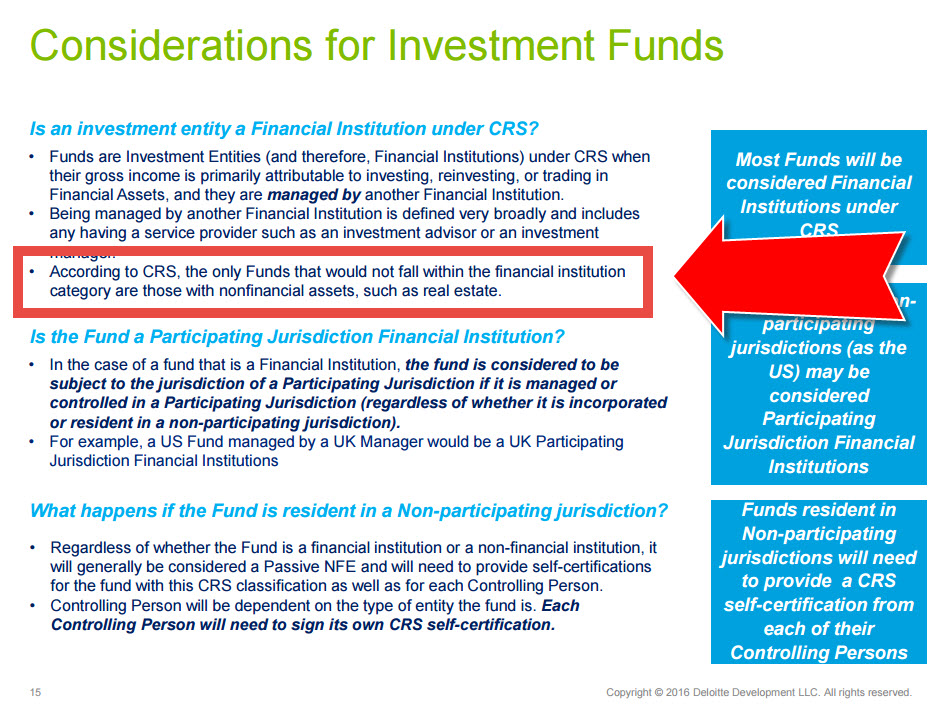 Considerations for Investment Funds
Is an investment entity a Financial Institution under CRS?
• Funds are Investment Entities (and therefore, Financial Institutions) under CRS when
their gross income is primarily attributable to investing, reinvesting, or trading in
Financial Assets, and they are managed by another Financial Institution.
• Being managed by another Financial Institution is defined very broadly and includes
any having a service provider such as an investment advisor or an investment
manager.
• According to CRS, the only Funds that would not fall within the financial institution
category are those with nonfinancial assets, such as real estate.
Is the Fund a Participating Jurisdiction Financial Institution?
• In the case of a fund that is a Financial Institution, the fund is considered to be
subject to the jurisdiction of a Participating Jurisdiction if it is managed or
controlled in a Participating Jurisdiction (regardless of whether it is incorporated
or resident in a non-participating jurisdiction).
• For example, a US Fund managed by a UK Manager would be a UK Participating
Jurisdiction Financial Institutions
What happens if the Fund is resident in a Non-participating jurisdiction?
• Regardless of whether the Fund is a financial institution or a non-financial institution, it
will generally be considered a Passive NFE and will need to provide self-certifications
for the fund with this CRS classification as well as for each Controlling Person.
• Controlling Person will be dependent on the type of entity the fund is. Each
Controlling Person will need to sign its own CRS self-certification.
Most Funds will be
considered Financial
Institutions under
CRS
participating
jurisdictions (as the
US) may be
considered
Participating
Jurisdiction Financial
Institutions
Funds resident in
Non-participating
jurisdictions will need
to provide a CRS
self-certification from
each of their
Controlling Persons
15
Copyright © 2016 Deloitte Development LLC. All rights reserved.